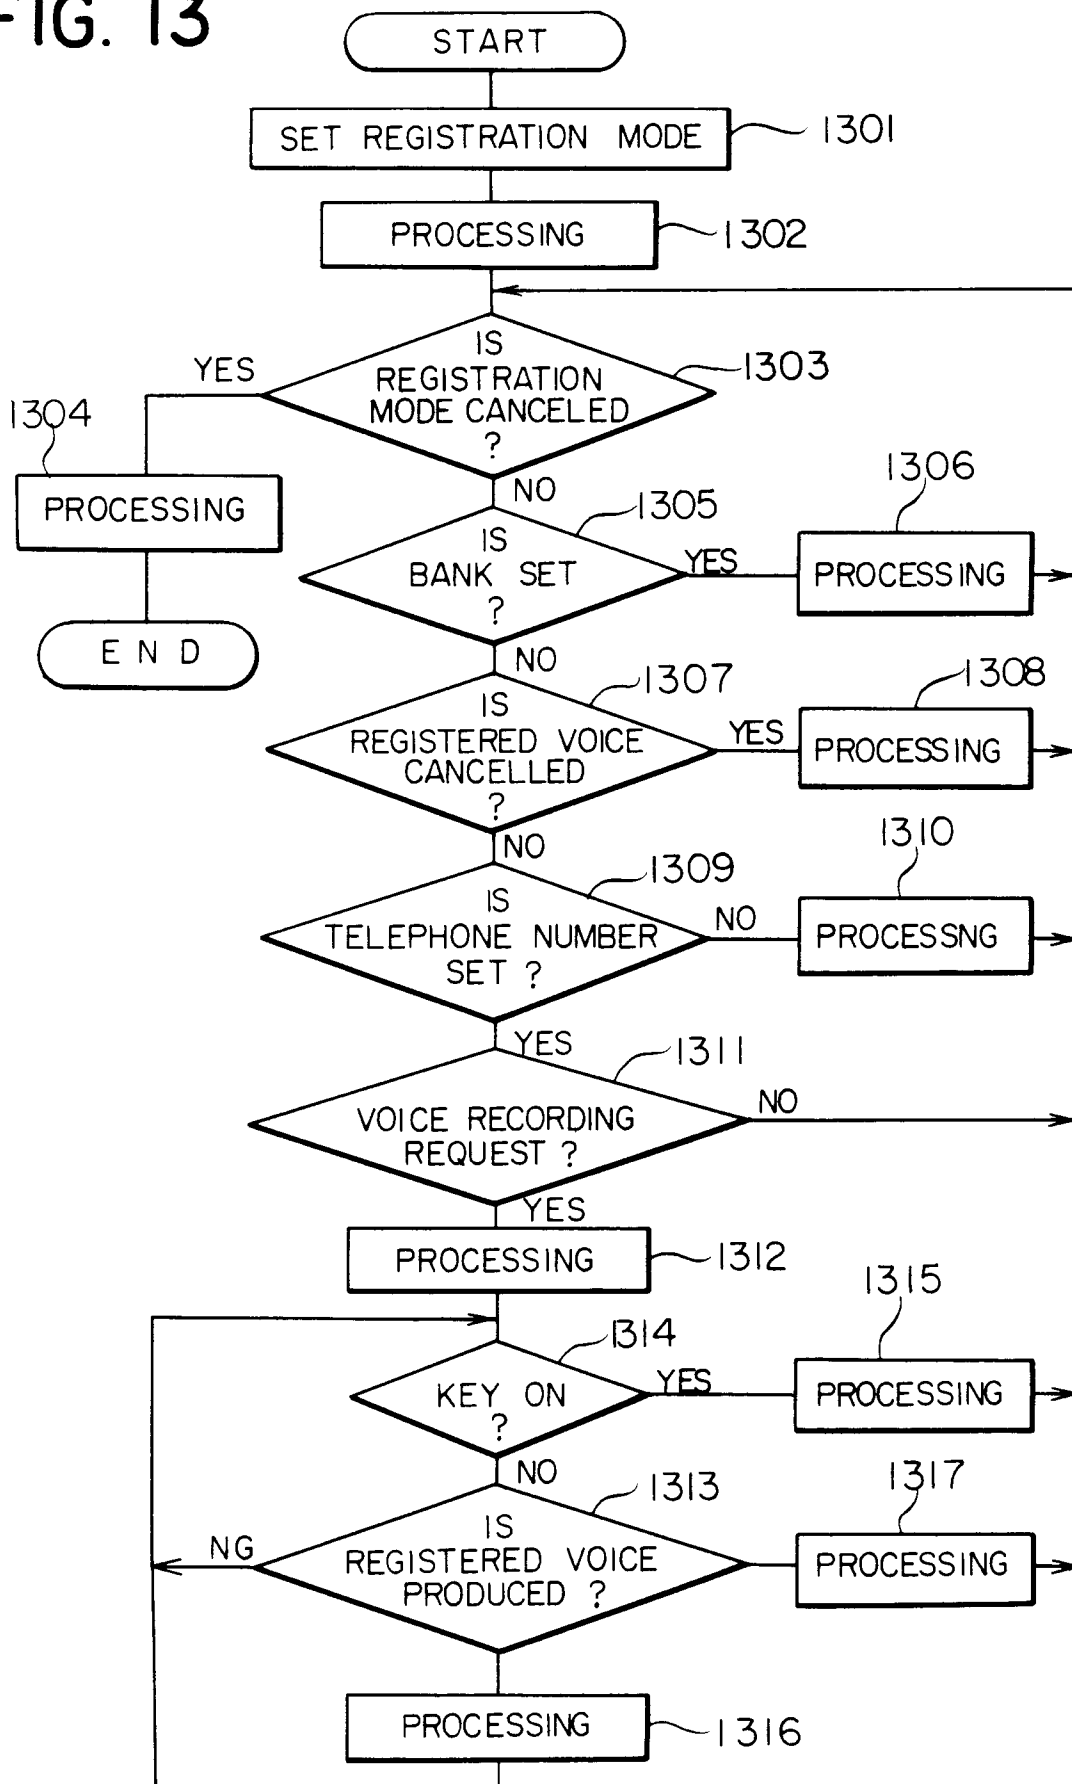 FIG. 13
START
SET REGISTRATION MODE
1301
PROCESSING
1302
IS
REGISTRATION
MODE CANCELED
?
1303
YES
1304
PROCESSING
END
NO
IS
BANK SET
?
1305
YES
1306
PROCESSING
NO
IS
REGISTERED VOICE
CANCELLED
?
1307
YES
1308
PROCESSING
NO
IS
TELEPHONE NUMBER
SET ?
1309
NO
1310
PROCESSNG
YES
VOICE RECORDING
REQUEST ?
1311
NO
YES
PROCESSING
1312
KEY ON
?
1314
YES
1315
PROCESSING
NO
IS
REGISTERED VOICE
PRODUCED ?
1313
NG
1317
PROCESSING
PROCESSING
1316